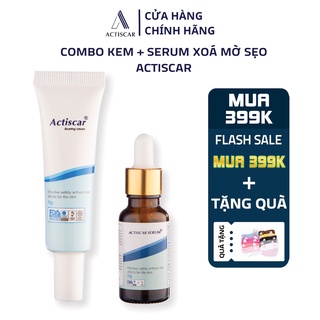 ACTISCAR
CỬA HÀNG
CHÍNH HÃNG
COMBO KEM + SERUM XOÁ MỜ SẸO
ACTISCAR
MUA
399K
FLASH SALE
MUA 399K
+
TẶNG QUÀ
QUÀ TẶNG
Actiscar
ACTISCAR SERUM